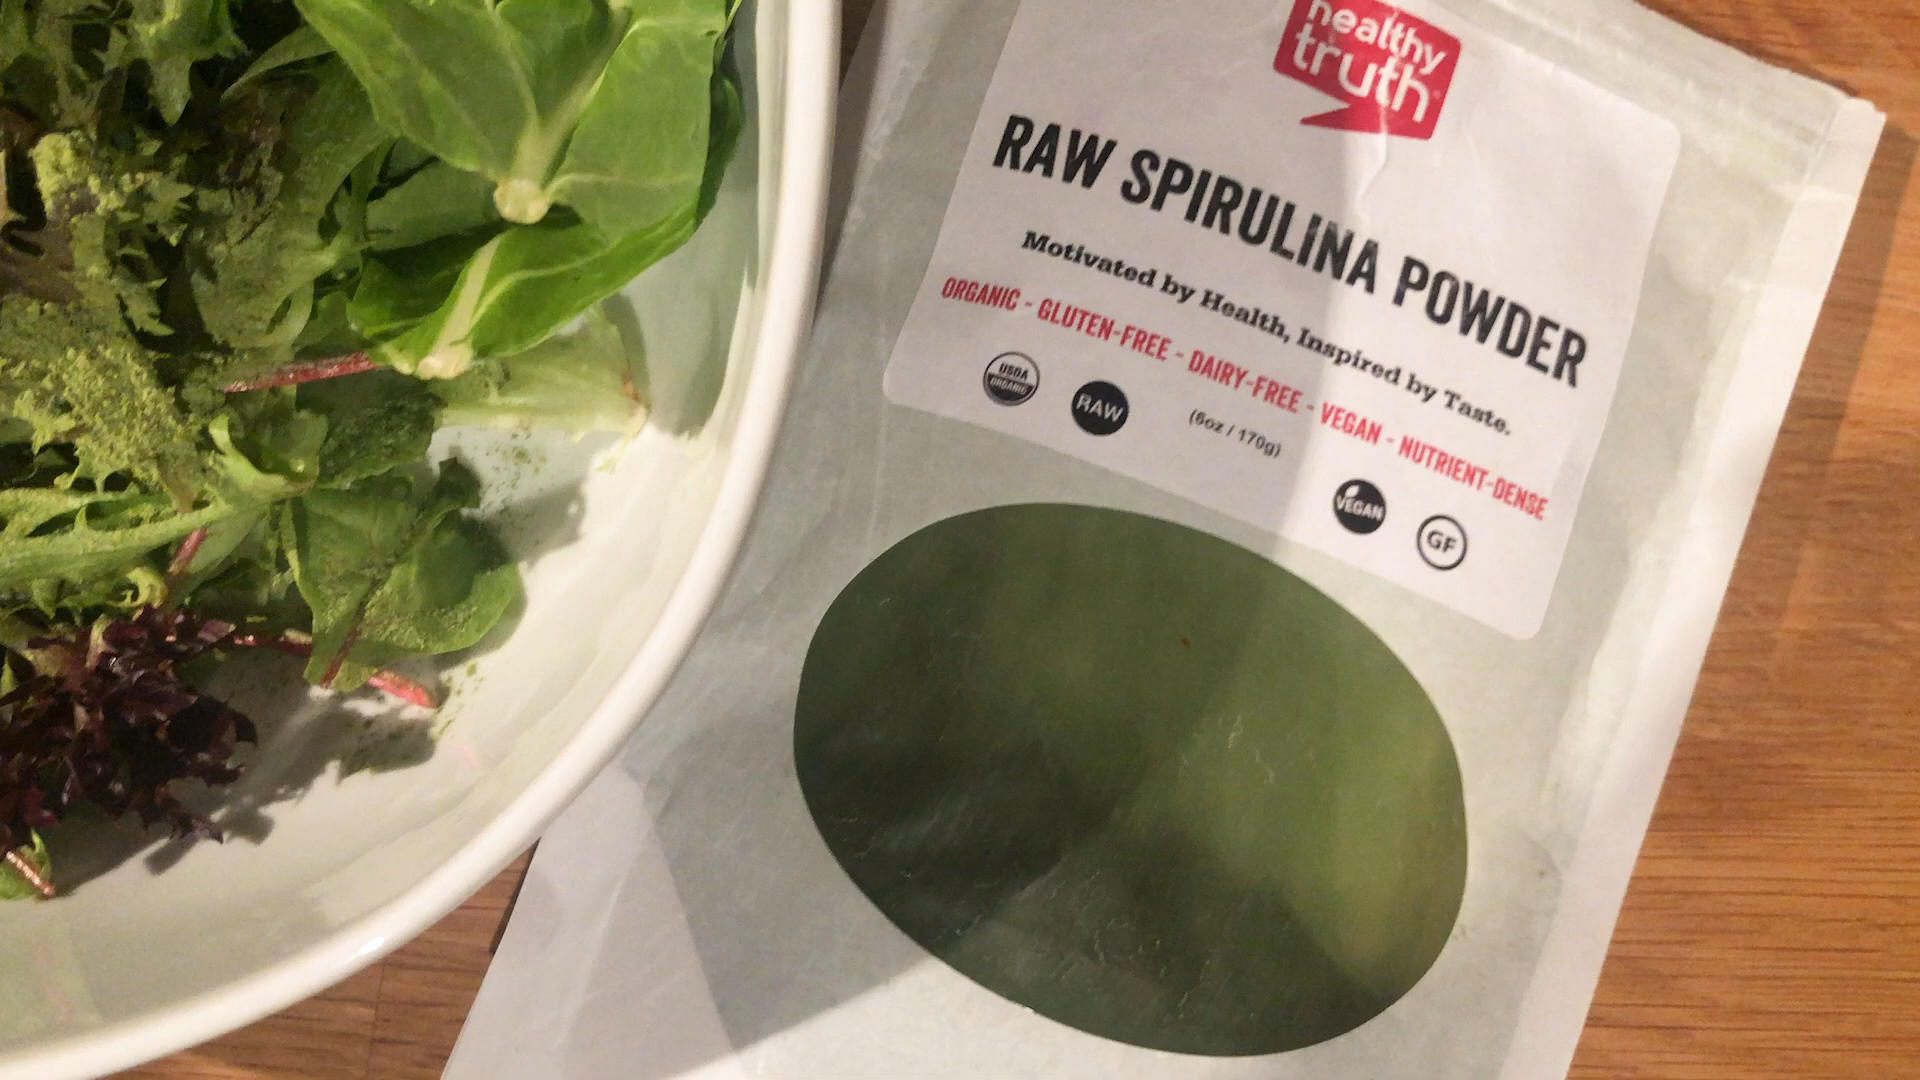 healthy
truth
RAW SPIRULINA POWDER
Motivated by Health, Inspired by Taste.
ORGANIC - GLUTEN-FREE - DAIRY-FREE - VEGAN - NUTRIENT-DENSE
USDA
ORGANIC
RAW
(6oz / 170g)
VEGAN
GF